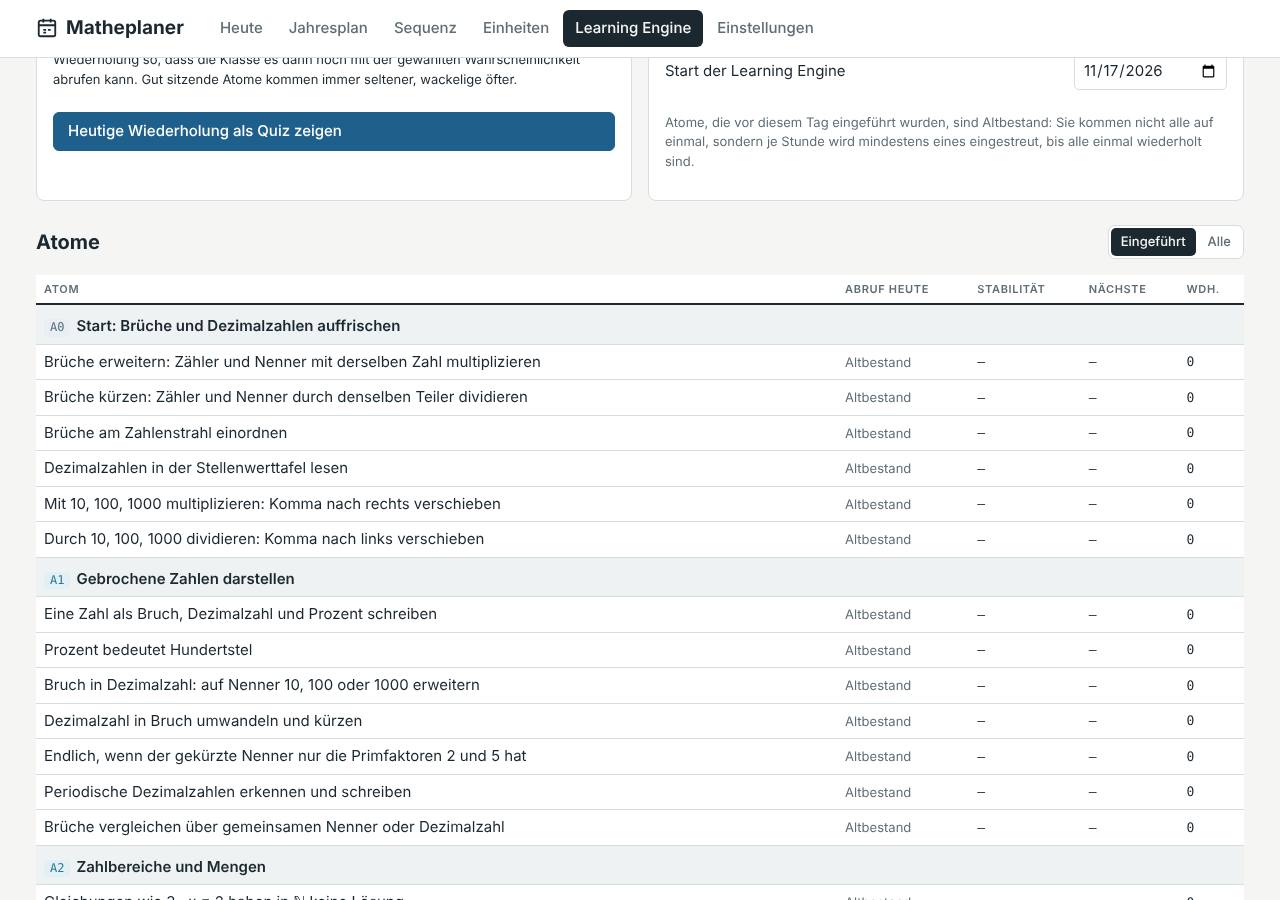 Matheplaner
Heute
Jahresplan
Sequenz
Einheiten
Learning Engine
Einstellungen
Wiederholung so, dass die Klasse es dann noch mit der gewählten Wahrscheinlichkeit
abrufen kann. Gut sitzende Atome kommen immer seltener, wackelige öfter.
Heutige Wiederholung als Quiz zeigen
Start der Learning Engine
11/17/2026
Atome, die vor diesem Tag eingeführt wurden, sind Altbestand: Sie kommen nicht alle auf
einmal, sondern je Stunde wird mindestens eines eingestreut, bis alle einmal wiederholt
sind.
Atome
Eingeführt
Alle
ATOM ABRUF HEUTE STABILITÄT NÄCHSTE WDH.
A0 Start: Brüche und Dezimalzahlen auffrischen
Brüche erweitern: Zähler und Nenner mit derselben Zahl multiplizieren Altbestand – – 0
Brüche kürzen: Zähler und Nenner durch denselben Teiler dividieren Altbestand – – 0
Brüche am Zahlenstrahl einordnen Altbestand – – 0
Dezimalzahlen in der Stellenwerttafel lesen Altbestand – – 0
Mit 10, 100, 1000 multiplizieren: Komma nach rechts verschieben Altbestand – – 0
Durch 10, 100, 1000 dividieren: Komma nach links verschieben Altbestand – – 0
A1 Gebrochene Zahlen darstellen
Eine Zahl als Bruch, Dezimalzahl und Prozent schreiben Altbestand – – 0
Prozent bedeutet Hundertstel Altbestand – – 0
Bruch in Dezimalzahl: auf Nenner 10, 100 oder 1000 erweitern Altbestand – – 0
Dezimalzahl in Bruch umwandeln und kürzen Altbestand – – 0
Endlich, wenn der gekürzte Nenner nur die Primfaktoren 2 und 5 hat Altbestand – – 0
Periodische Dezimalzahlen erkennen und schreiben Altbestand – – 0
Brüche vergleichen über gemeinsamen Nenner oder Dezimalzahl Altbestand – – 0
A2 Zahlbereiche und Mengen
Gleichungen wie 3 · x = 2 haben in ℕ keine Lösung Altbestand – – 0